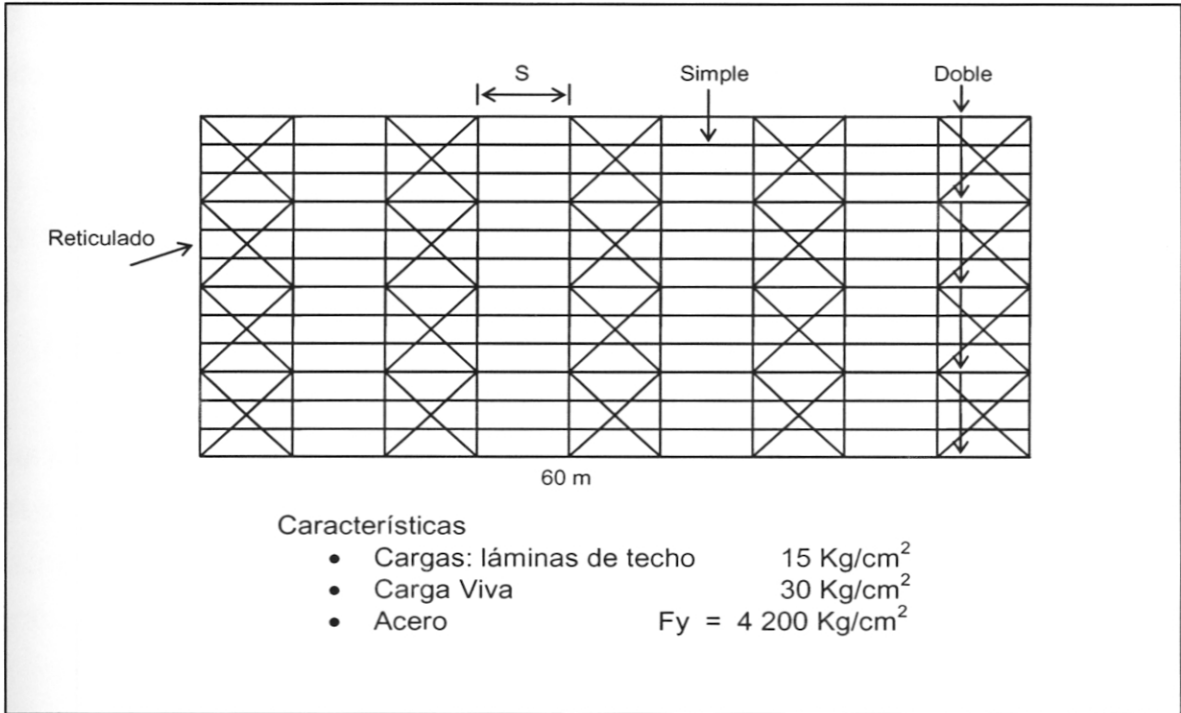 S
Simple
Doble
Reticulado
60 m
Características
• Cargas: láminas de techo 15 Kg/cm²
• Carga Viva 30 Kg/cm²
• Acero Fy = 4 200 Kg/cm²